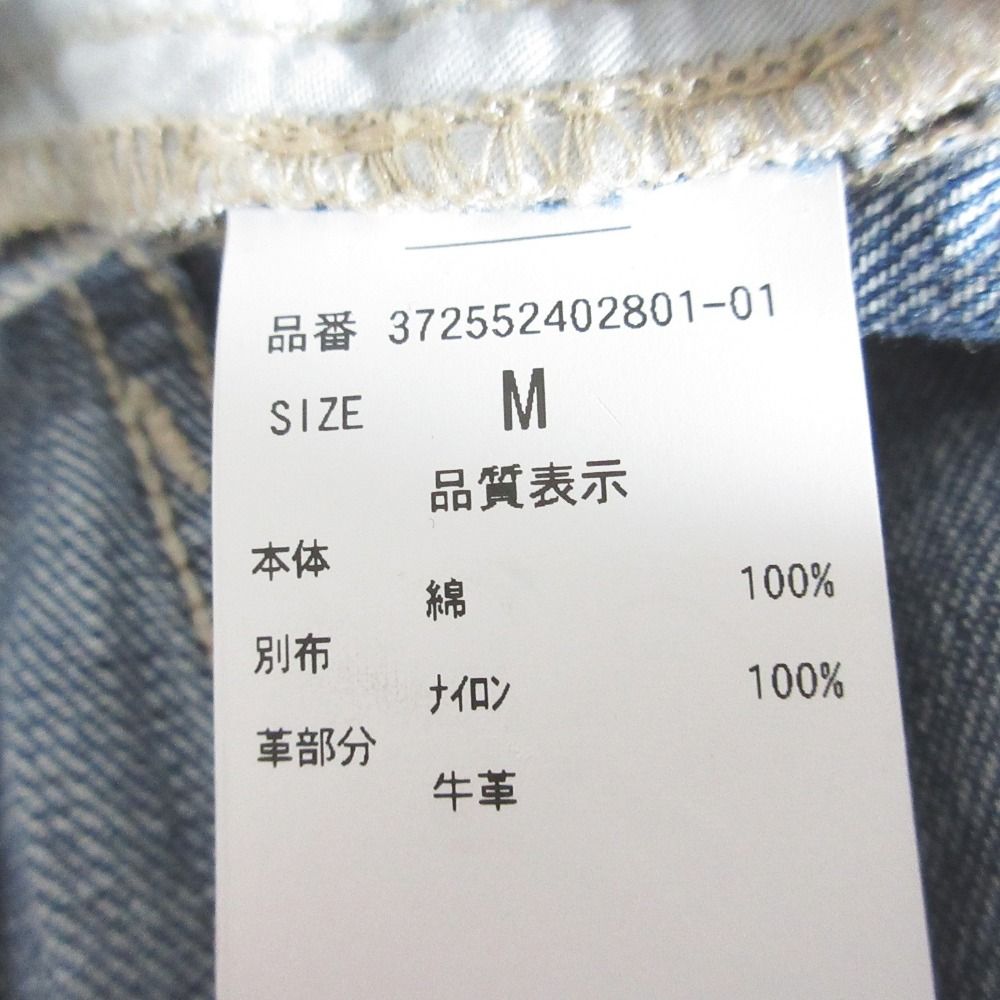 品番 372552402801-01
SIZE M
品質表示
本体
綿 100%
別布
ナイロン 100%
革部分
牛革